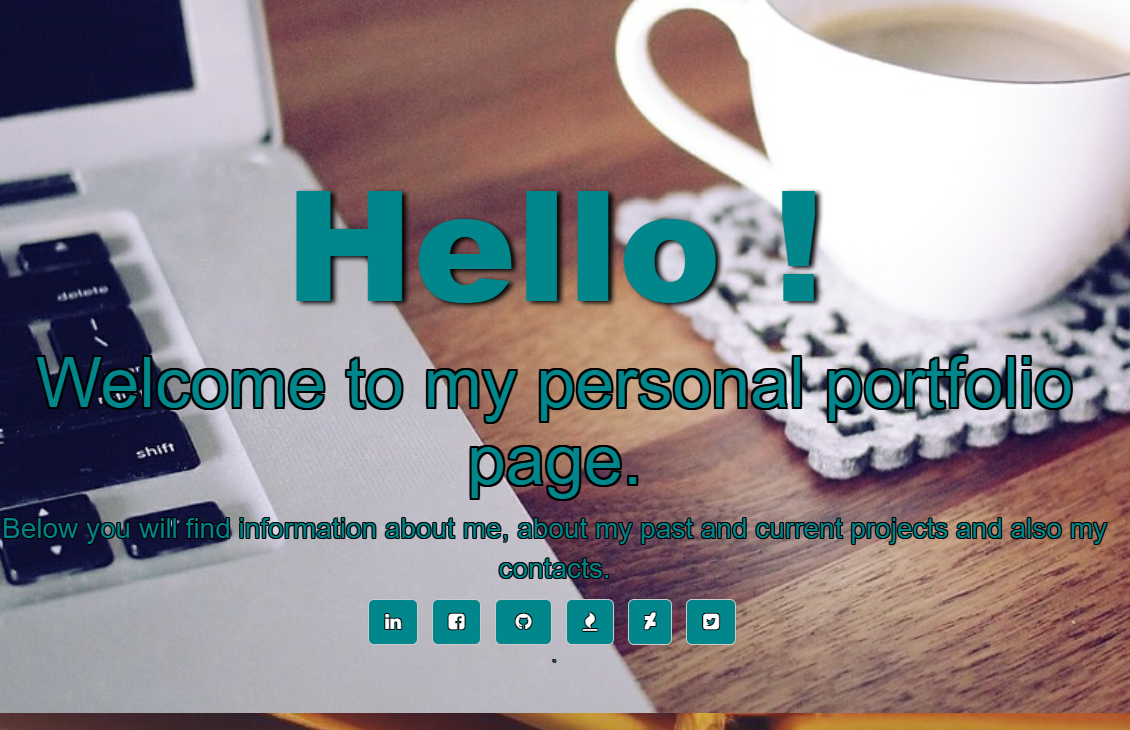 Hello !
delete
Welcome to my personal portfolio
page.
shift
Below you will find information about me, about my past and current projects and also my
contacts.
in
.